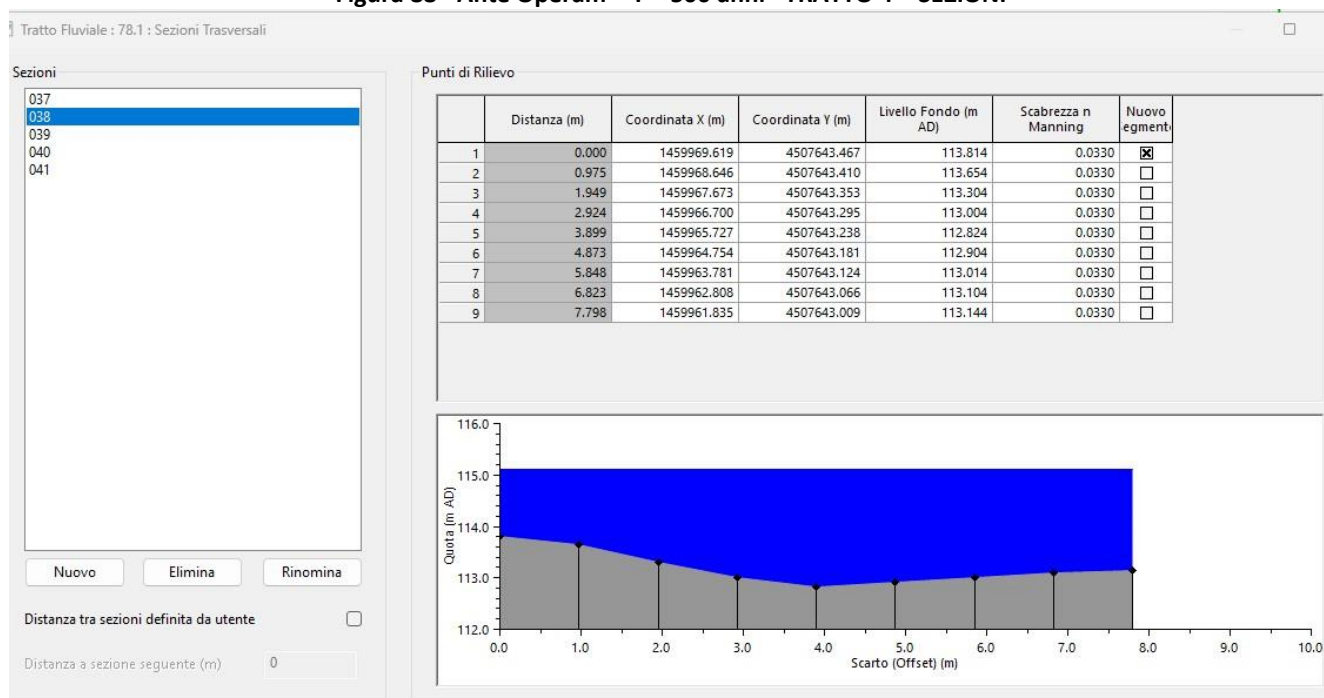 Tratto Fluviale : 78.1 : Sezioni Trasversali
Sezioni
037
038
039
040
041
Nuovo Elimina Rinomina
Distanza tra sezioni definita da utente
Distanza a sezione seguente (m) 0
Punti di Rilievo
Distanza (m) Coordinata X (m) Coordinata Y (m) Livello Fondo (m AD) Scabrezza n Manning Nuovo egment
1 0.000 1459969.619 4507643.467 113.814 0.0330
2 0.975 1459968.646 4507643.410 113.654 0.0330
3 1.949 1459967.673 4507643.353 113.304 0.0330
4 2.924 1459966.700 4507643.295 113.004 0.0330
5 3.899 1459965.727 4507643.238 112.824 0.0330
6 4.873 1459964.754 4507643.181 112.904 0.0330
7 5.848 1459963.781 4507643.124 113.014 0.0330
8 6.823 1459962.808 4507643.066 113.104 0.0330
9 7.798 1459961.835 4507643.009 113.144 0.0330
Quota (m AD)
116.0
115.0
114.0
113.0
112.0
0.0 1.0 2.0 3.0 4.0 5.0 6.0 7.0 8.0 9.0 10.0
Scarto (Offset) (m)